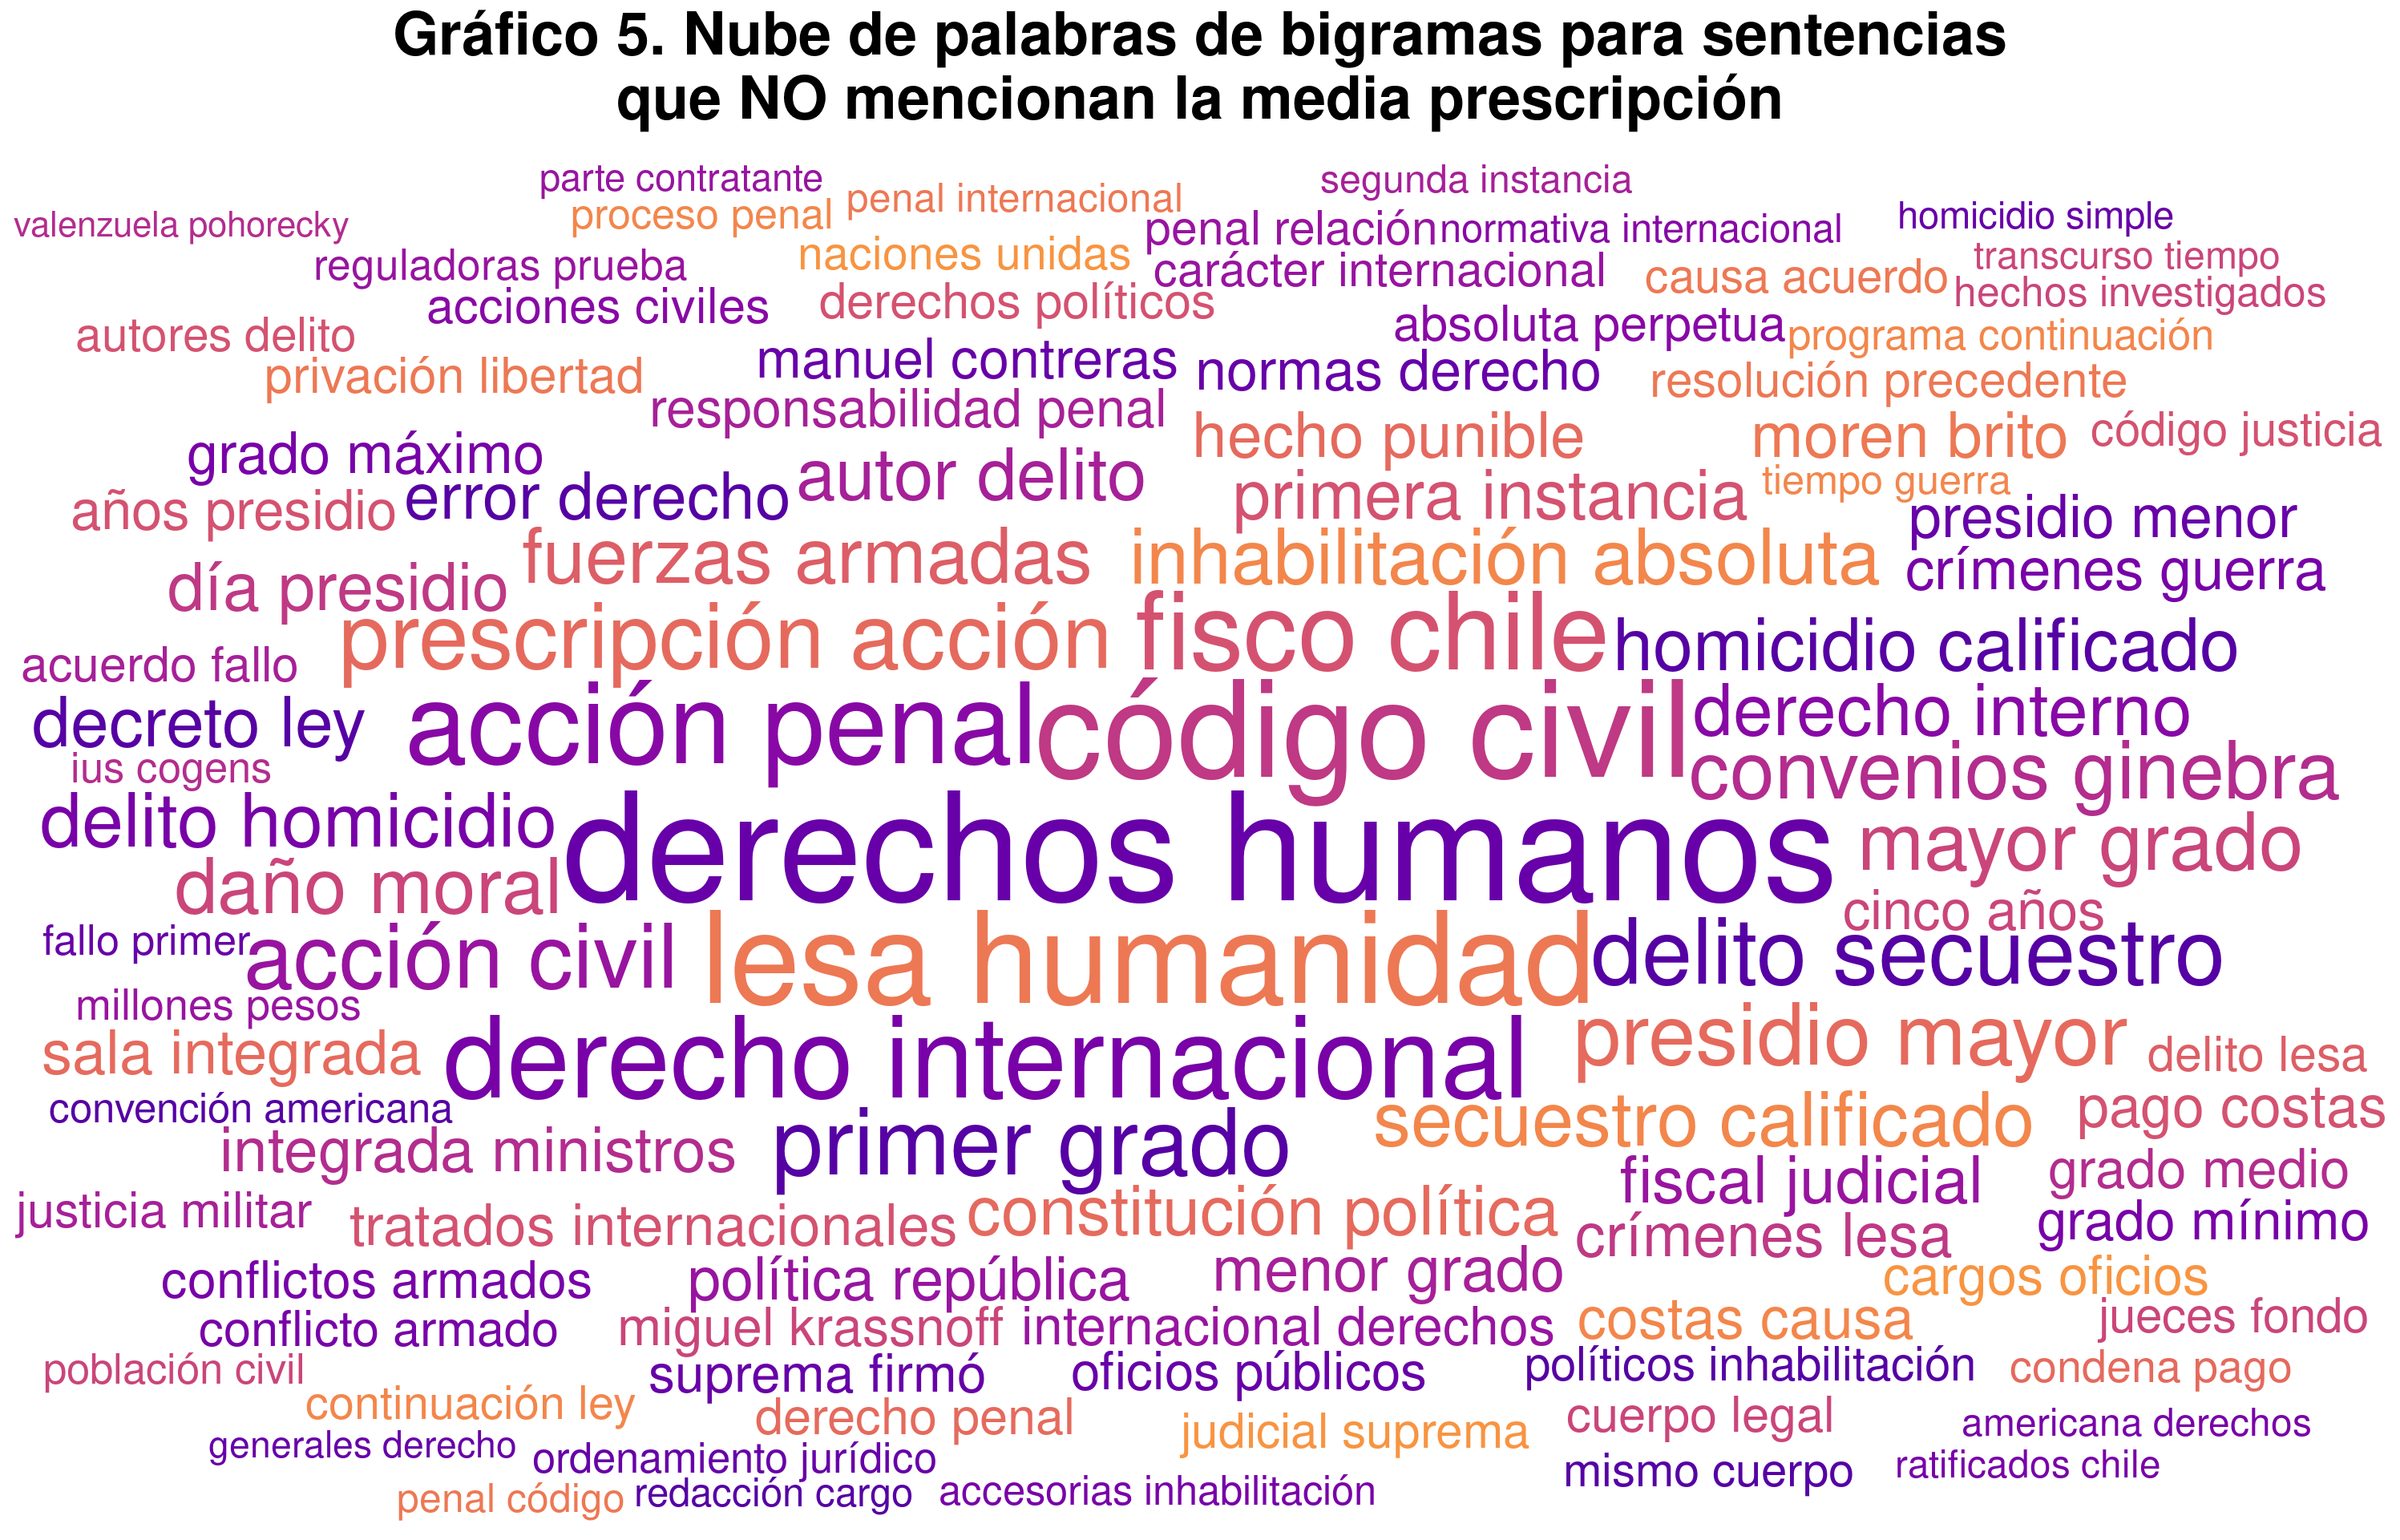 Gráfico 5. Nube de palabras de bigramas para sentencias
que NO mencionan la media prescripción
parte contratante
segunda instancia
penal internacional
valenzuela pohorecky
proceso penal
homicidio simple
penal relación
normativa internacional
naciones unidas
transcurso tiempo
reguladoras prueba
carácter internacional
causa acuerdo
hechos investigados
acciones civiles
derechos políticos
autores delito
absoluta perpetua
programa continuación
manuel contreras
normas derecho
privación libertad
resolución precedente
responsabilidad penal
hecho punible
moren brito
código justicia
grado máximo
autor delito
tiempo guerra
años presidio
error derecho
primera instancia
presidio menor
fuerzas armadas
inhabilitación absoluta
crímenes guerra
día presidio
prescripción acción
fisco chile
homicidio calificado
acuerdo fallo
decreto ley
acción penal
código civil
derecho interno
ius cogens
convenios ginebra
delito homicidio
derechos humanos
mayor grado
daño moral
cinco años
fallo primer
acción civil
lesa humanidad
delito secuestro
millones pesos
sala integrada
derecho internacional
presidio mayor
delito lesa
convención americana
secuestro calificado
pago costas
integrada ministros
primer grado
fiscal judicial
grado medio
justicia militar
tratados internacionales
constitución política
crímenes lesa
grado mínimo
conflictos armados
política república
menor grado
cargos oficios
conflicto armado
miguel krassnoff
internacional derechos
costas causa
jueces fondo
población civil
suprema firmó
oficios públicos
políticos inhabilitación
condena pago
continuación ley
derecho penal
judicial suprema
cuerpo legal
americana derechos
generales derecho
ordenamiento jurídico
mismo cuerpo
ratificados chile
penal código
redacción cargo
accesorias inhabilitación